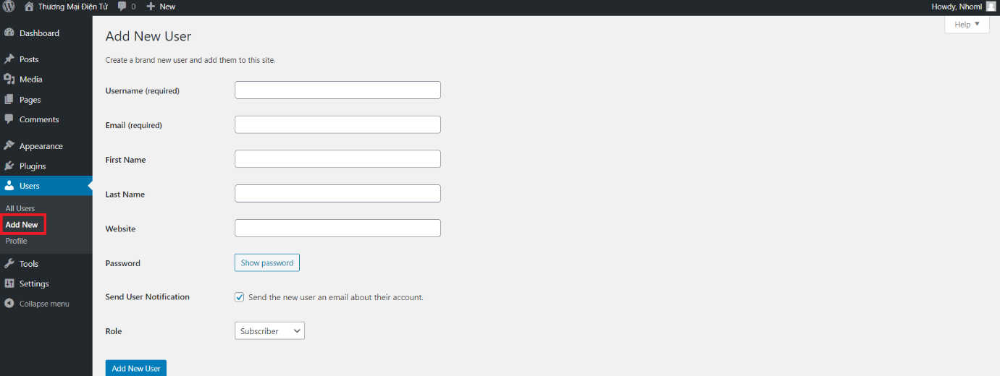 Thương Mại Điện Tử 0 New Howdy, Nhoml
Help
Dashboard
Posts
Media
Pages
Comments
Appearance
Plugins
Users
All Users
Add New
Profile
Tools
Settings
Collapse menu
Add New User
Create a brand new user and add them to this site.
Username (required)
Email (required)
First Name
Last Name
Website
Password Show password
Send User Notification Send the new user an email about their account.
Role Subscriber
Add New User